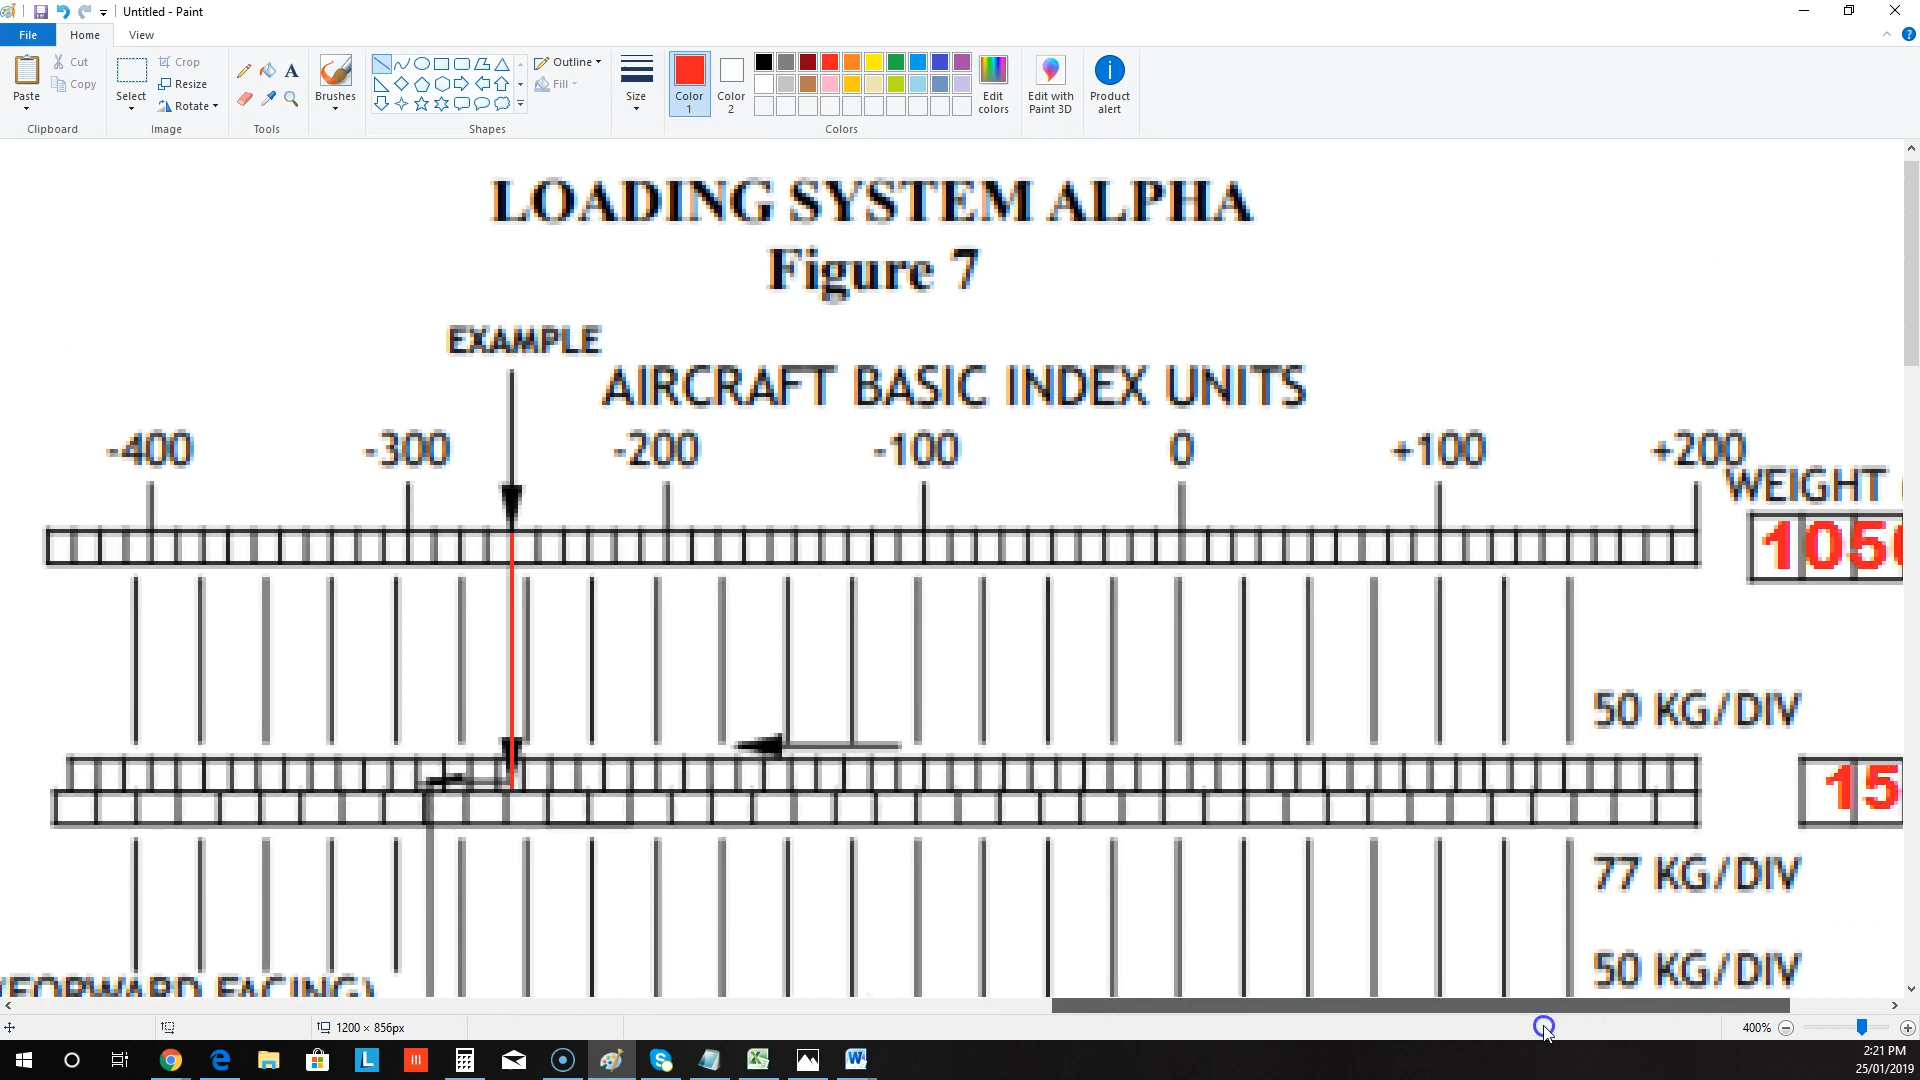 Untitled - Paint
File Home View
Paste
Cut
Copy
Clipboard
Select
Crop
Resize
Rotate
Image
A
Tools
Brushes
Outline
Fill
Shapes
Size
Color 1
Color 2
Edit colors
Colors
Edit with Paint 3D
Product alert
LOADING SYSTEM ALPHA
Figure 7
EXAMPLE
AIRCRAFT BASIC INDEX UNITS
-400 -300 -200 -100 0 +100 +200
WEIGHT
105
50 KG/DIV
15
77 KG/DIV
50 KG/DIV
(FORWARD FACING)
1200 × 856px
400%
2:21 PM
25/01/2019